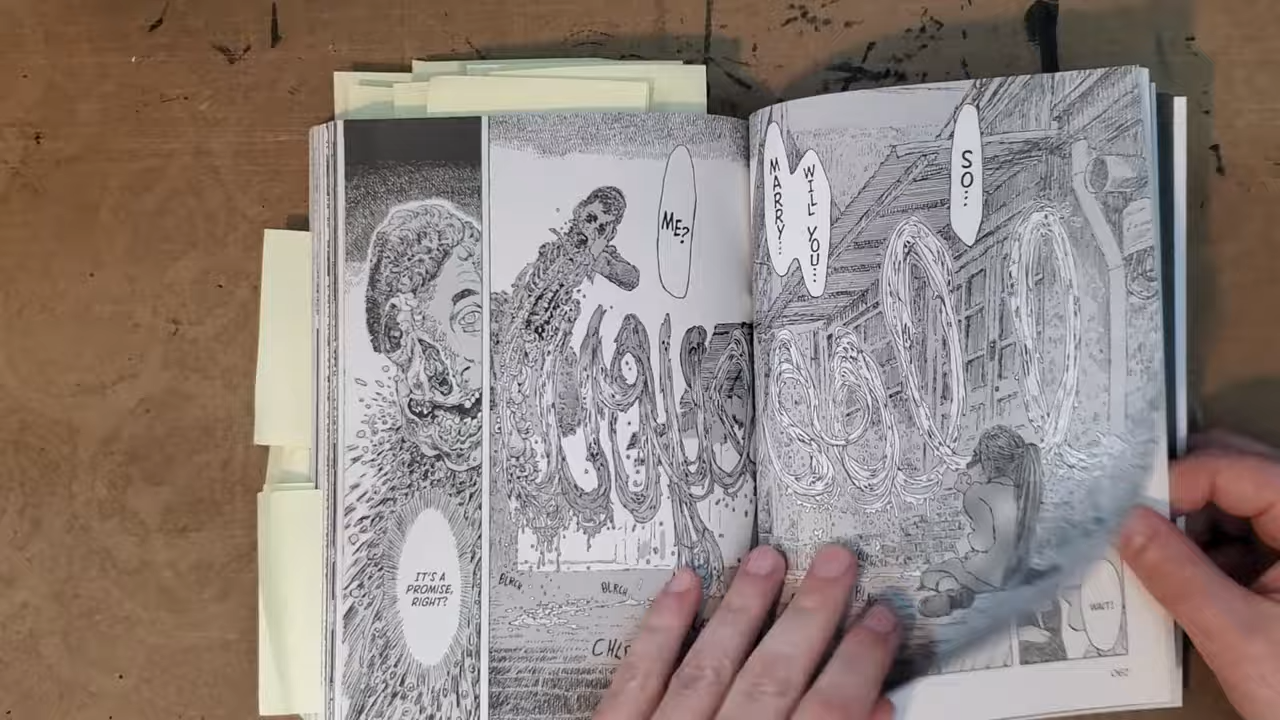 SO...
WILL YOU...
MARRY...
ME?
IT'S A
PROMISE,
RIGHT?
BLRCH
BLRCH
WAIT!